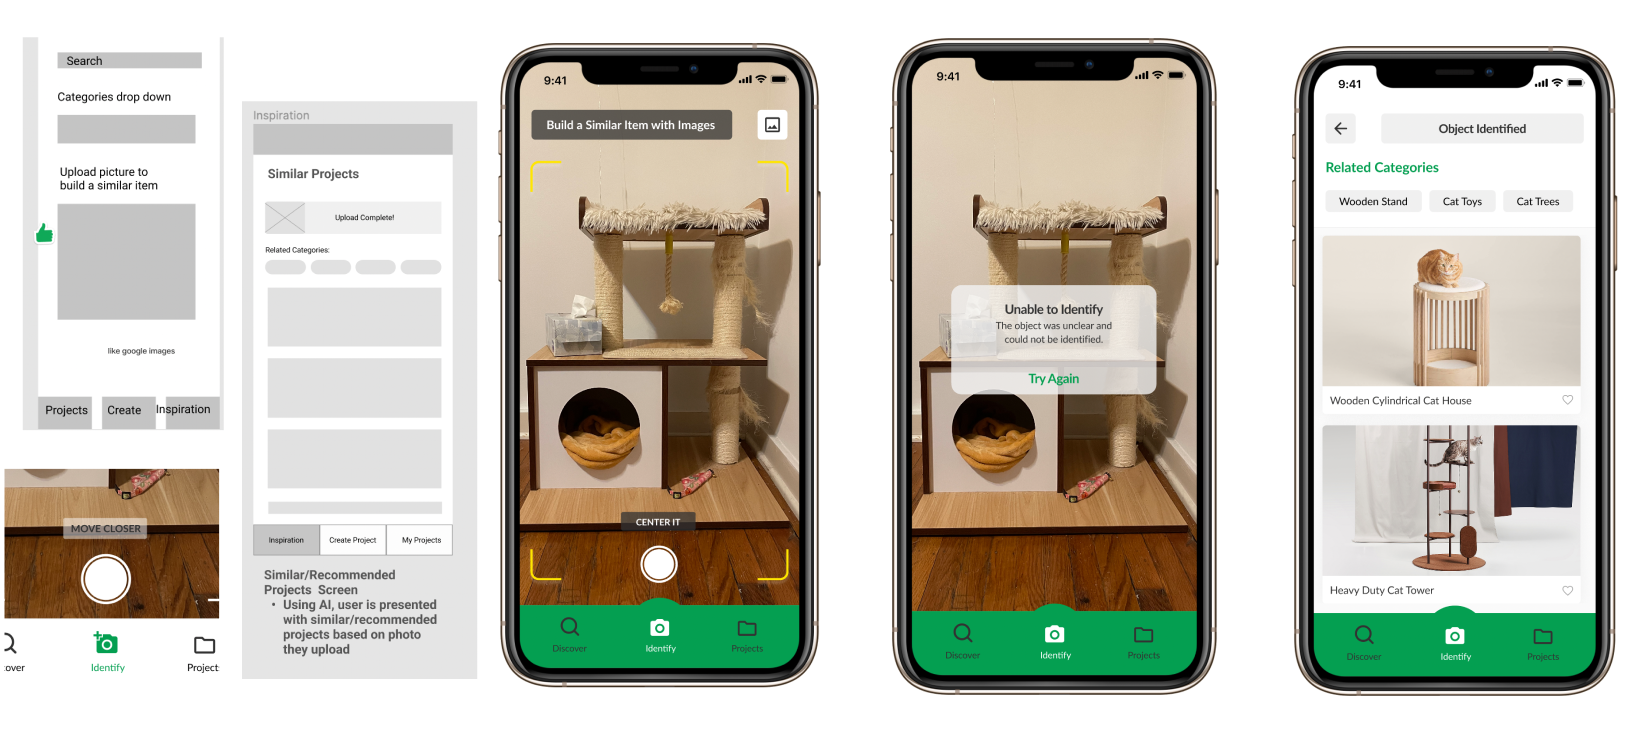 Search
Categories drop down
Upload picture to
build a similar item
like google images
Projects
Create
Inspiration
MOVE CLOSER
cover
Identify
Project
Inspiration
Similar Projects
Upload Complete!
Related Categories:
Inspiration
Create Project
My Projects
Similar/Recommended
Projects Screen
• Using AI, user is presented
with similar/recommended
projects based on photo
they upload
9:41
Build a Similar Item with Images
CENTER IT
Discover
Identify
Projects
9:41
Unable to Identify
The object was unclear and
could not be identified.
Try Again
Discover
Identify
Projects
9:41
Object Identified
Related Categories
Wooden Stand
Cat Toys
Cat Trees
Wooden Cylindrical Cat House
Heavy Duty Cat Tower
Discover
Identify
Projects